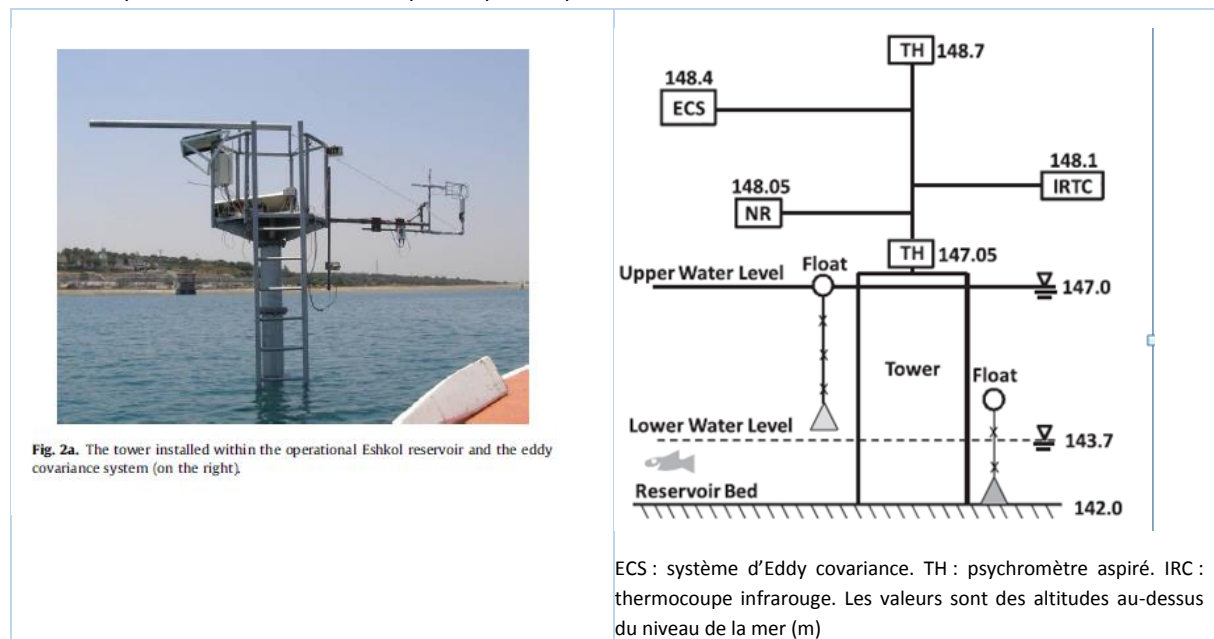 Fig. 2a. The tower installed within the operational Eshkol reservoir and the eddy
covariance system (on the right).
TH 148.7
148.4
ECS
148.1
IRTC
148.05
NR
TH 147.05
Upper Water Level
Float
147.0
Tower
Float
Lower Water Level
143.7
Reservoir Bed
142.0
ECS : système d'Eddy covariance. TH : psychromètre aspiré. IRC :
thermocoupe infrarouge. Les valeurs sont des altitudes au-dessus
du niveau de la mer (m)